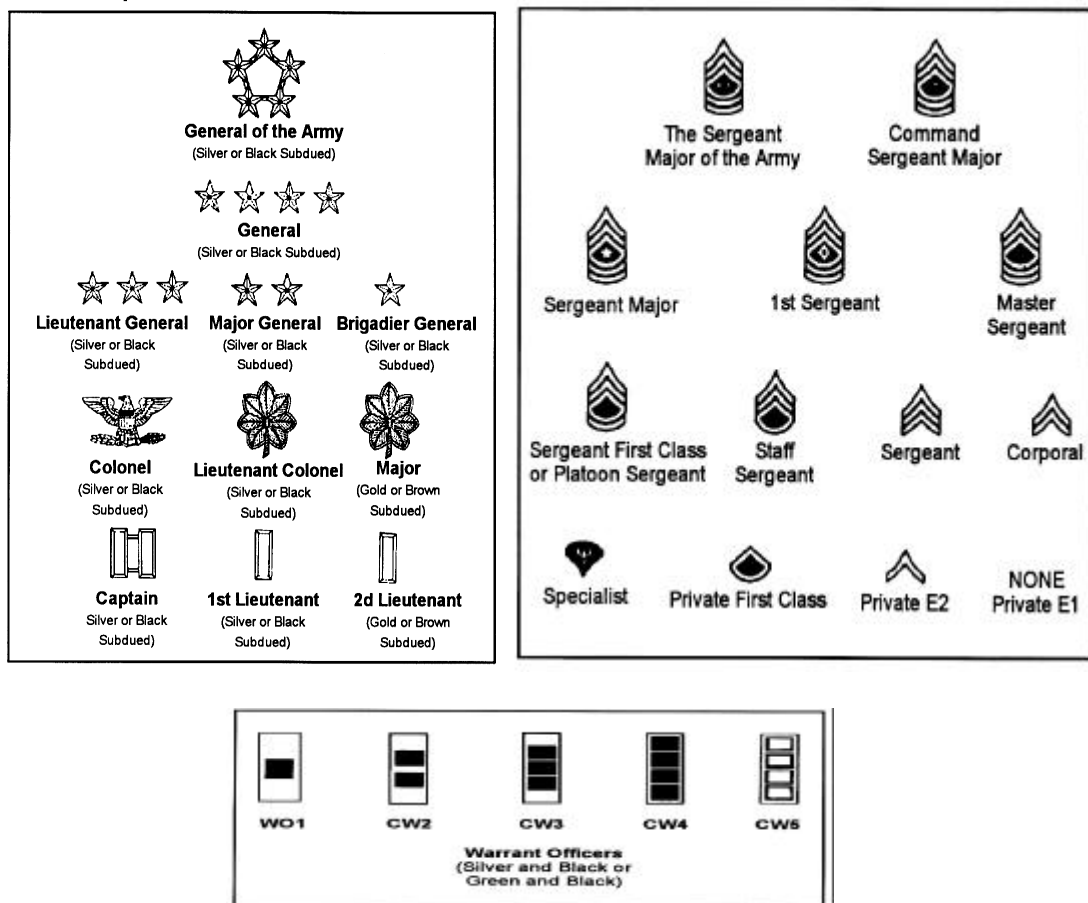 General of the Army
(Silver or Black Subdued)
General
(Silver or Black Subdued)
Lieutenant General
(Silver or Black
Subdued)
Major General
(Silver or Black
Subdued)
Brigadier General
(Silver or Black
Subdued)
Colonel
(Silver or Black
Subdued)
Lieutenant Colonel
(Silver or Black
Subdued)
Major
(Gold or Brown
Subdued)
Captain
Silver or Black
Subdued)
1st Lieutenant
(Silver or Black
Subdued)
2d Lieutenant
(Gold or Brown
Subdued)
The Sergeant
Major of the Army
Command
Sergeant Major
Sergeant Major
1st Sergeant
Master
Sergeant
Sergeant First Class
or Platoon Sergeant
Staff
Sergeant
Sergeant
Corporal
Specialist
Private First Class
Private E2
NONE
Private E1
WO1
CW2
CW3
CW4
CW5
Warrant Officers
(Silver and Black or
Green and Black)